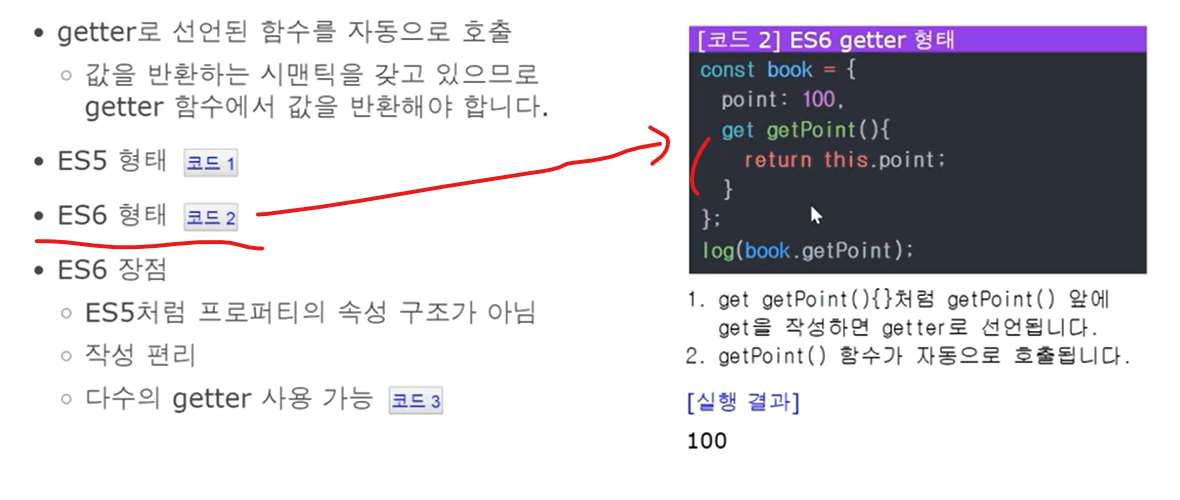 • getter로 선언된 함수를 자동으로 호출
○ 값을 반환하는 시맨틱을 갖고 있으므로
getter 함수에서 값을 반환해야 합니다.
• ES5 형태 코드 1
• ES6 형태 코드 2
• ES6 장점
○ ES5처럼 프로퍼티의 속성 구조가 아님
○ 작성 편리
○ 다수의 getter 사용 가능 코드 3
[코드 2] ES6 getter 형태
const book = {
point: 100,
get getPoint(){
return this.point;
}
};
log(book.getPoint);
1. get getPoint(){}처럼 getPoint() 앞에
get을 작성하면 getter로 선언됩니다.
2. getPoint() 함수가 자동으로 호출됩니다.
[실행 결과]
100